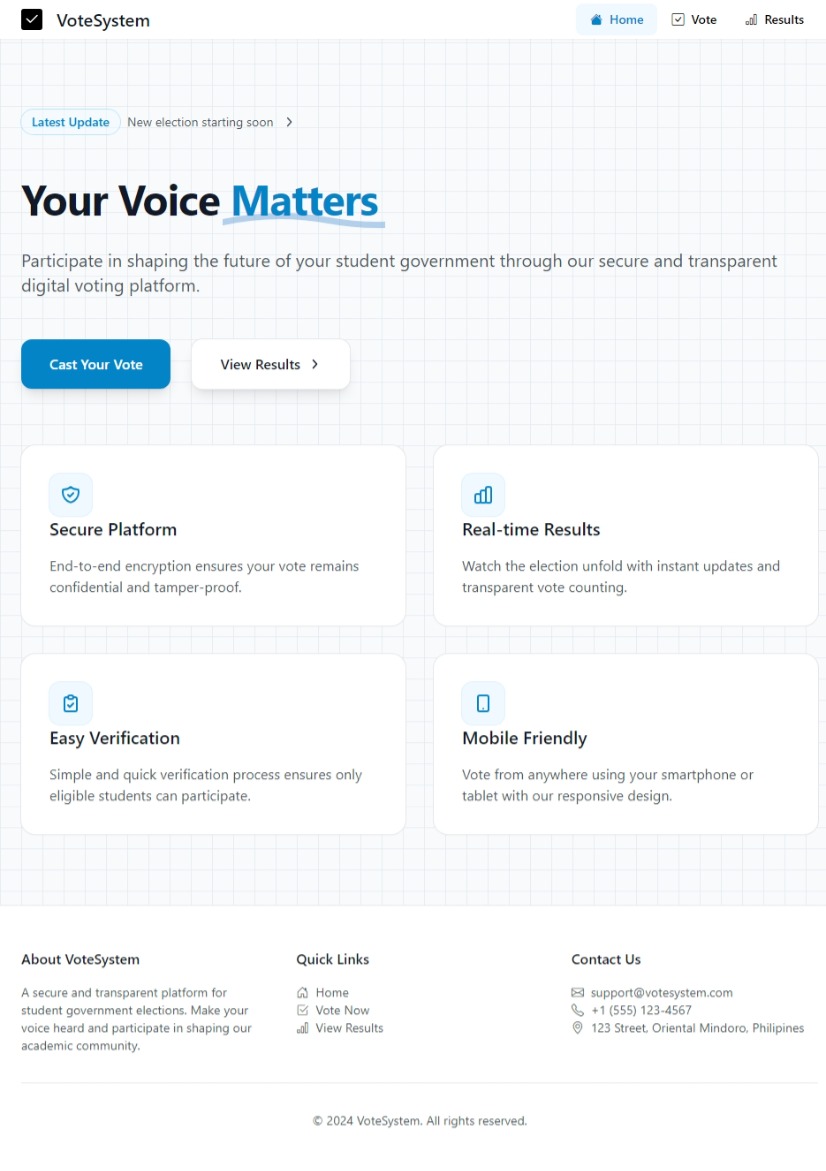 VoteSystem
Home
Vote
Results
Latest Update
New election starting soon
Your Voice Matters
Participate in shaping the future of your student government through our secure and transparent
digital voting platform.
Cast Your Vote
View Results
Secure Platform
End-to-end encryption ensures your vote remains
confidential and tamper-proof.
Real-time Results
Watch the election unfold with instant updates and
transparent vote counting.
Easy Verification
Simple and quick verification process ensures only
eligible students can participate.
Mobile Friendly
Vote from anywhere using your smartphone or
tablet with our responsive design.
About VoteSystem
A secure and transparent platform for
student government elections. Make your
voice heard and participate in shaping our
academic community.
Quick Links
Home
Vote Now
View Results
Contact Us
support@votesystem.com
+1 (555) 123-4567
123 Street, Oriental Mindoro, Philipines
© 2024 VoteSystem. All rights reserved.